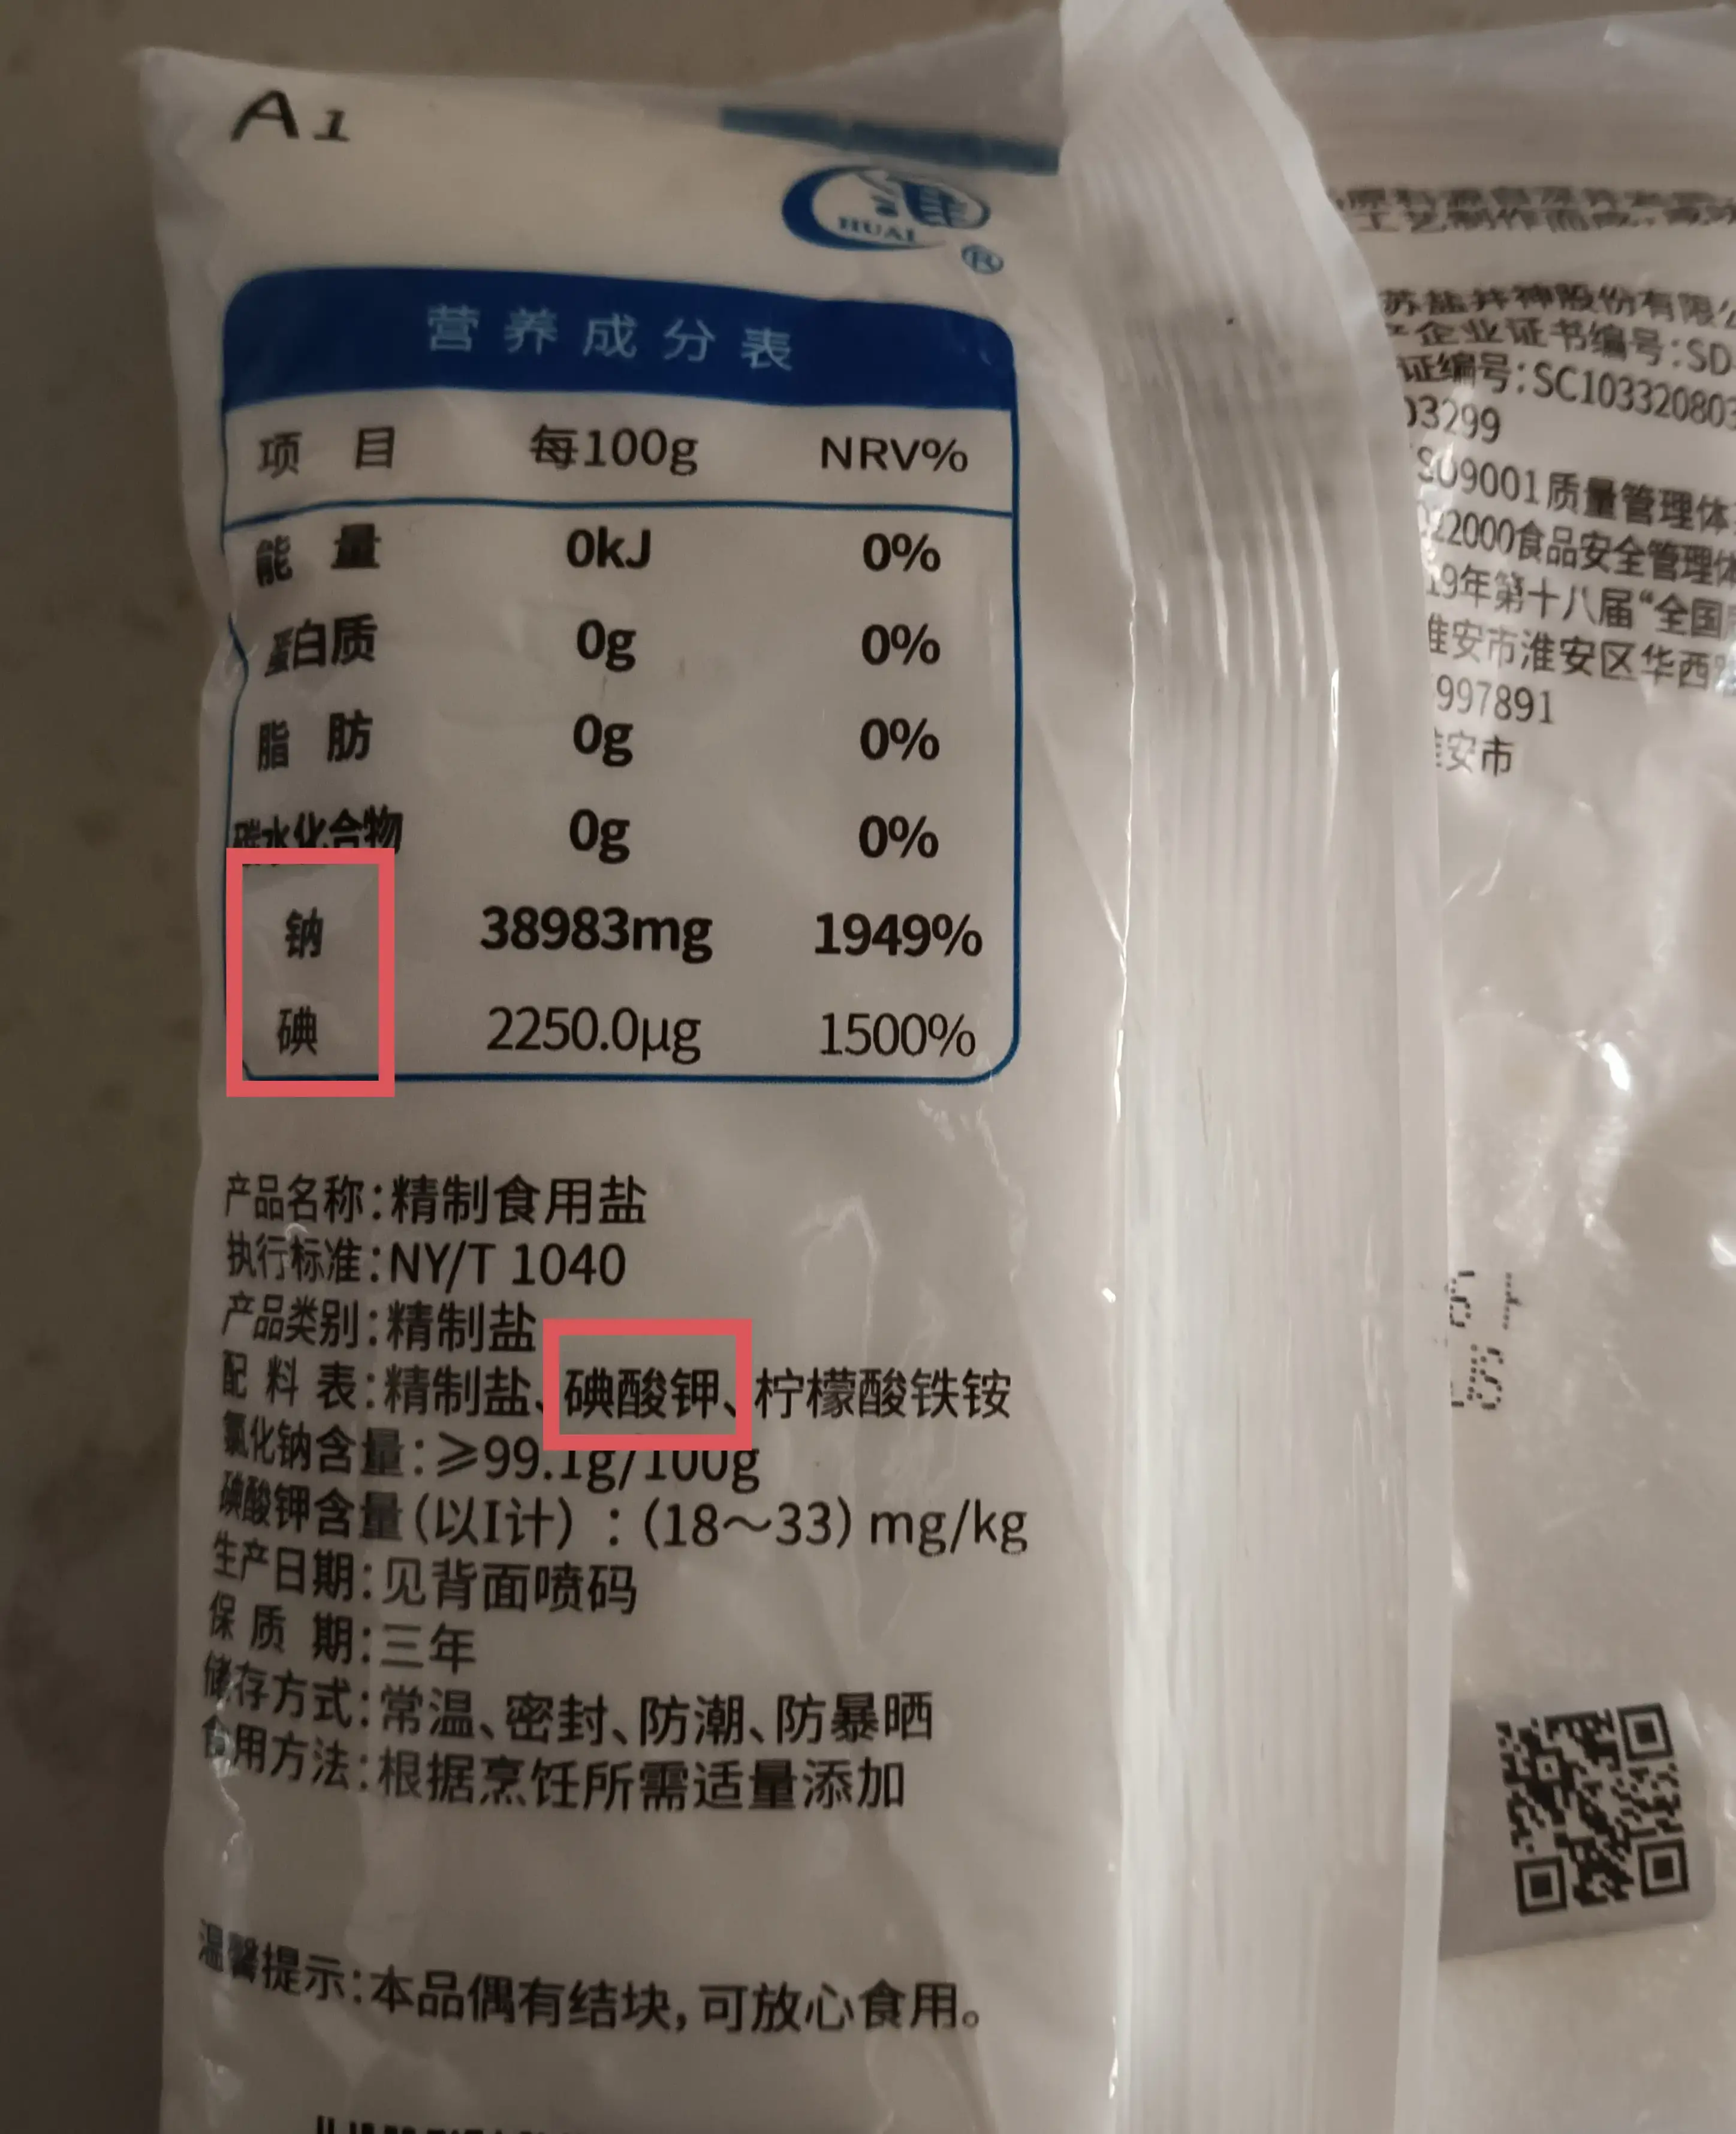 A1
淮
HUAI
®
营养成分表
项 目 每100g NRV%
能 量 0kJ 0%
蛋白质 0g 0%
脂 肪 0g 0%
碳水化合物 0g 0%
钠 38983mg 1949%
碘 2250.0μg 1500%
产品名称:精制食用盐
执行标准:NY/T 1040
产品类别:精制盐
配 料 表:精制盐、碘酸钾、柠檬酸铁铵
氯化钠含量:≥99.1g/100g
碘酸钾含量(以I计):(18～33)mg/kg
生产日期:见背面喷码
保 质 期:三年
储存方式:常温、密封、防潮、防暴晒
食用方法:根据烹饪所需适量添加
温馨提示:本品偶有结块,可放心食用。
工艺制作而成,
苏盐井神股份有限
企业证书编号:SD
证编号:SC10332080
03299
SO9001质量管理体
22000食品安全管理体
19年第十八届“全国
淮安市淮安区华西
997891
安市